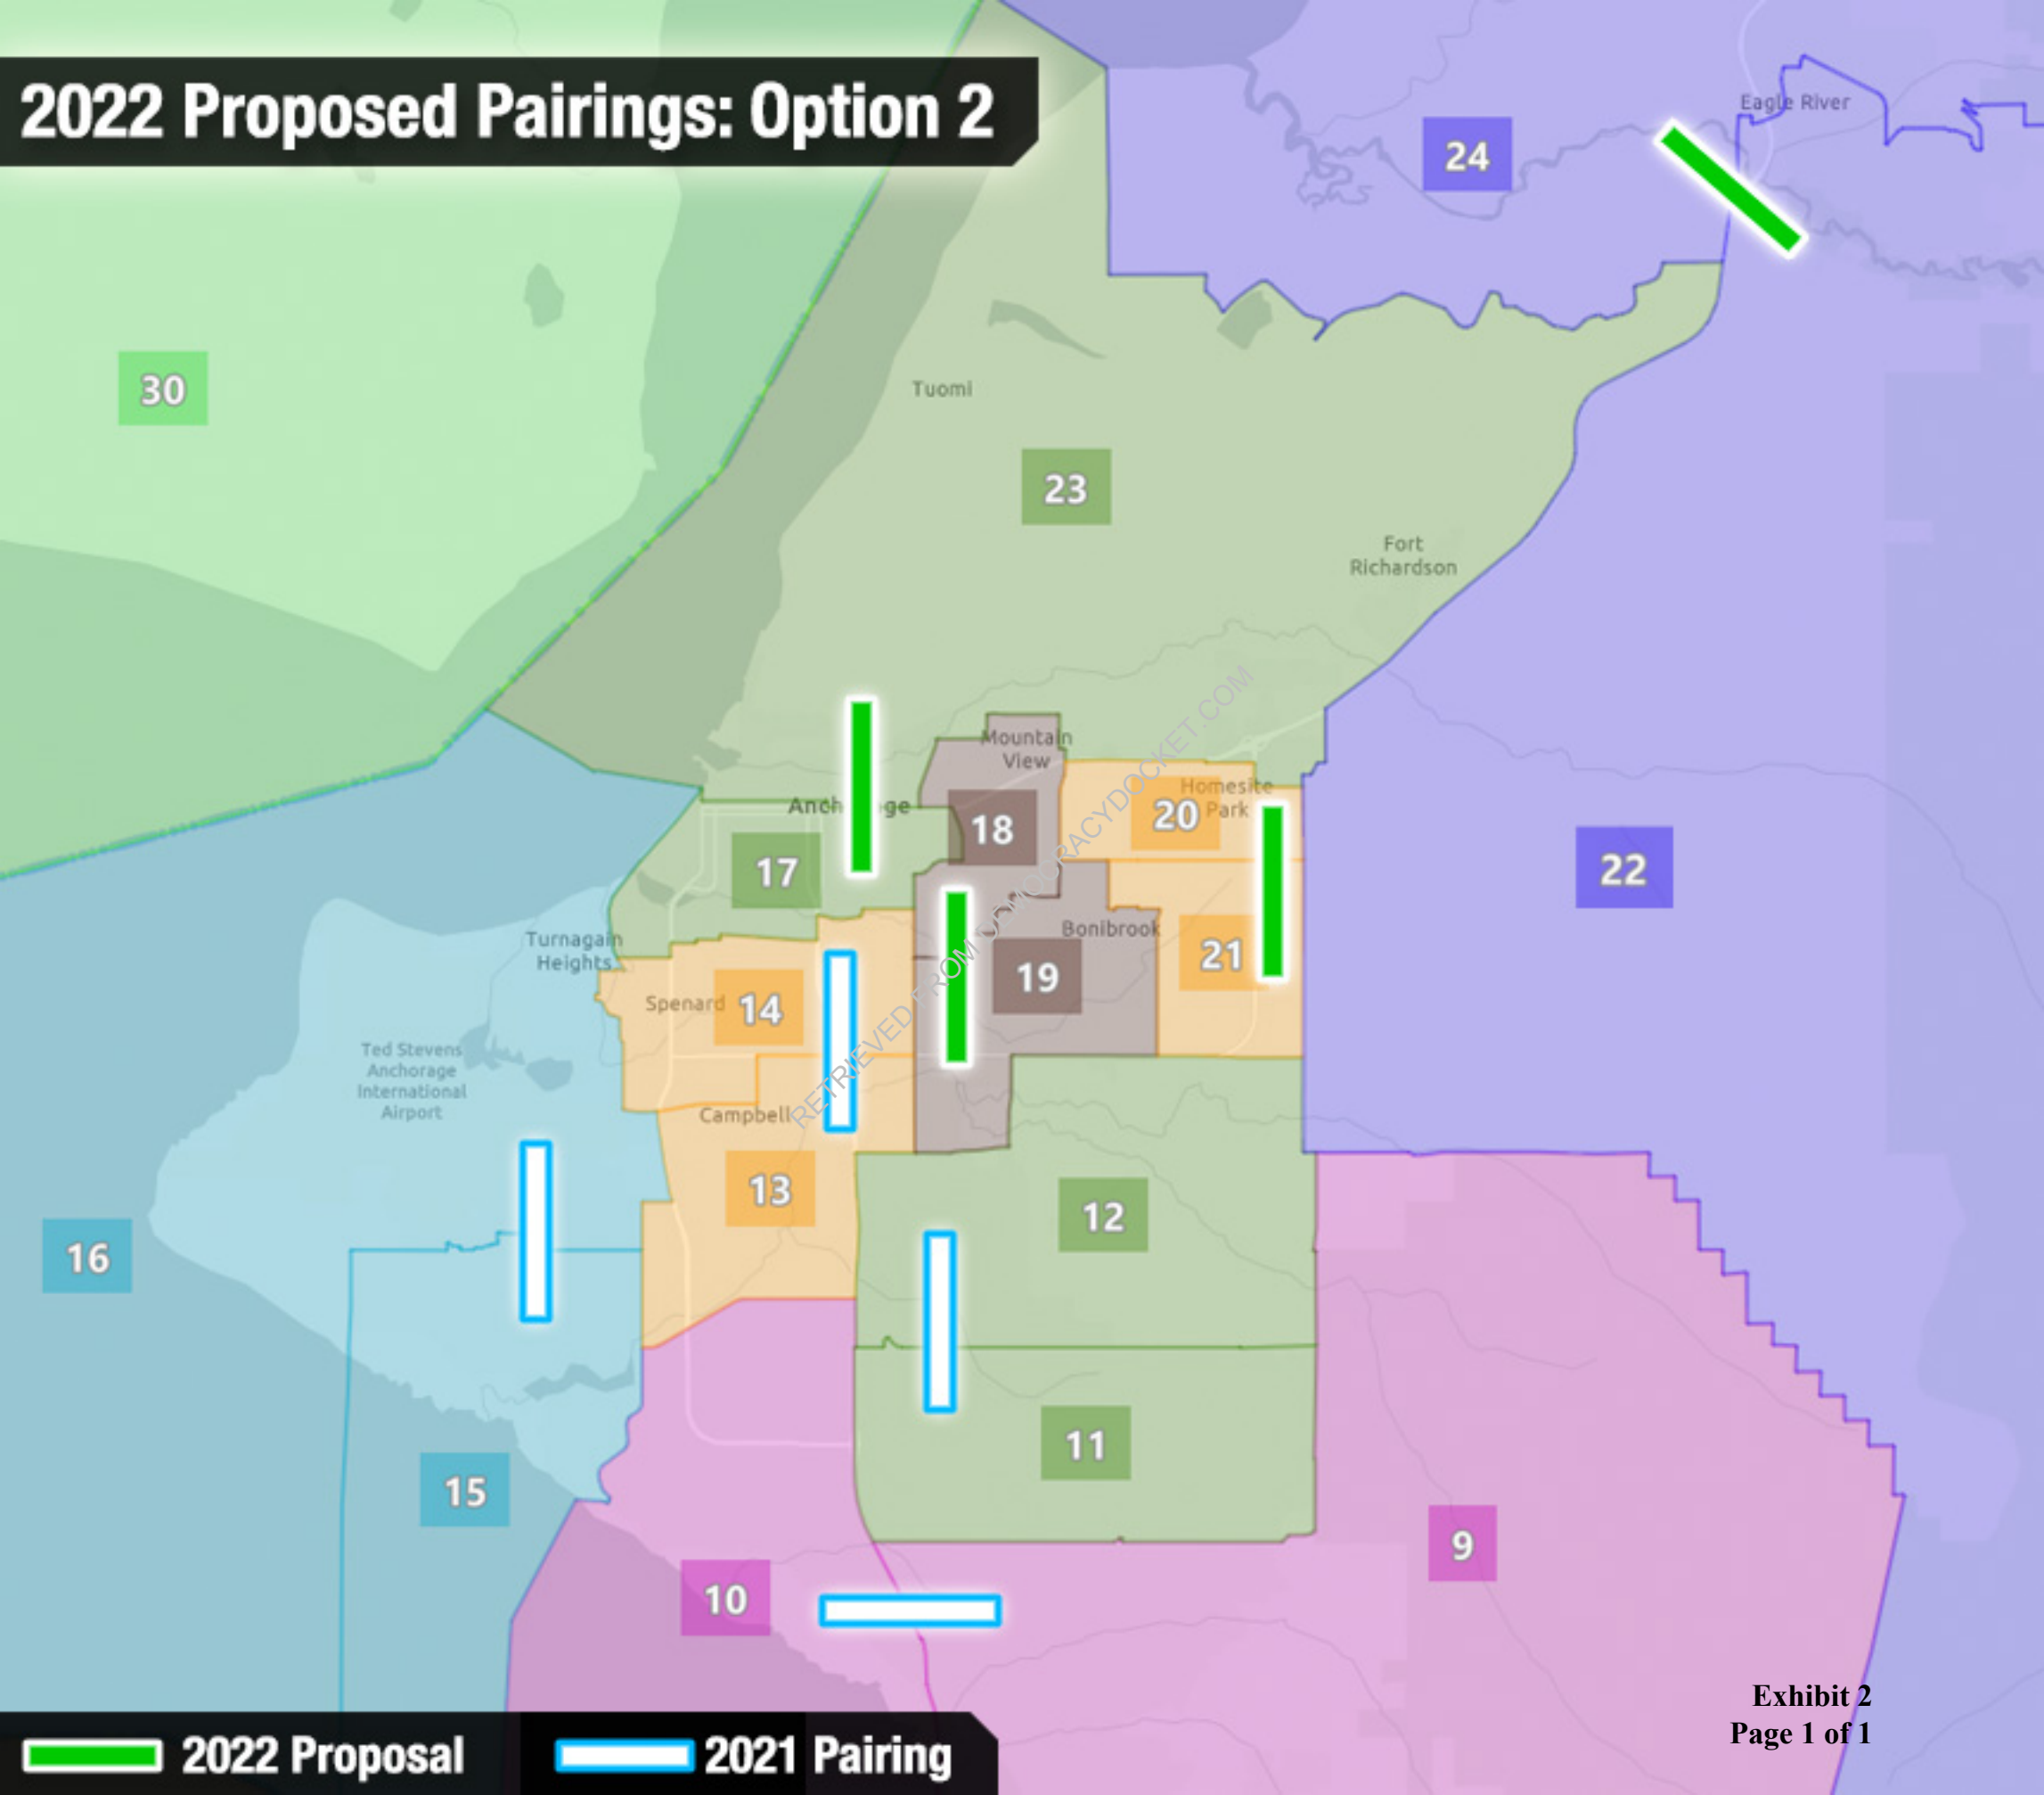 2022 Proposed Pairings: Option 2
Eagle River
24
30
Tuomi
23
Fort
Richardson
Mountain
View
Homesite
Park
Anchorage
20
18
17
22
Turnagain
Heights
Bonibrook
21
19
Spenard
14
Ted Stevens
Anchorage
International
Airport
Campbell
13
12
16
11
15
9
10
RETRIEVED FROM DEMOCRACYDOCKET.COM
Exhibit 2
Page 1 of 1
2022 Proposal
2021 Pairing